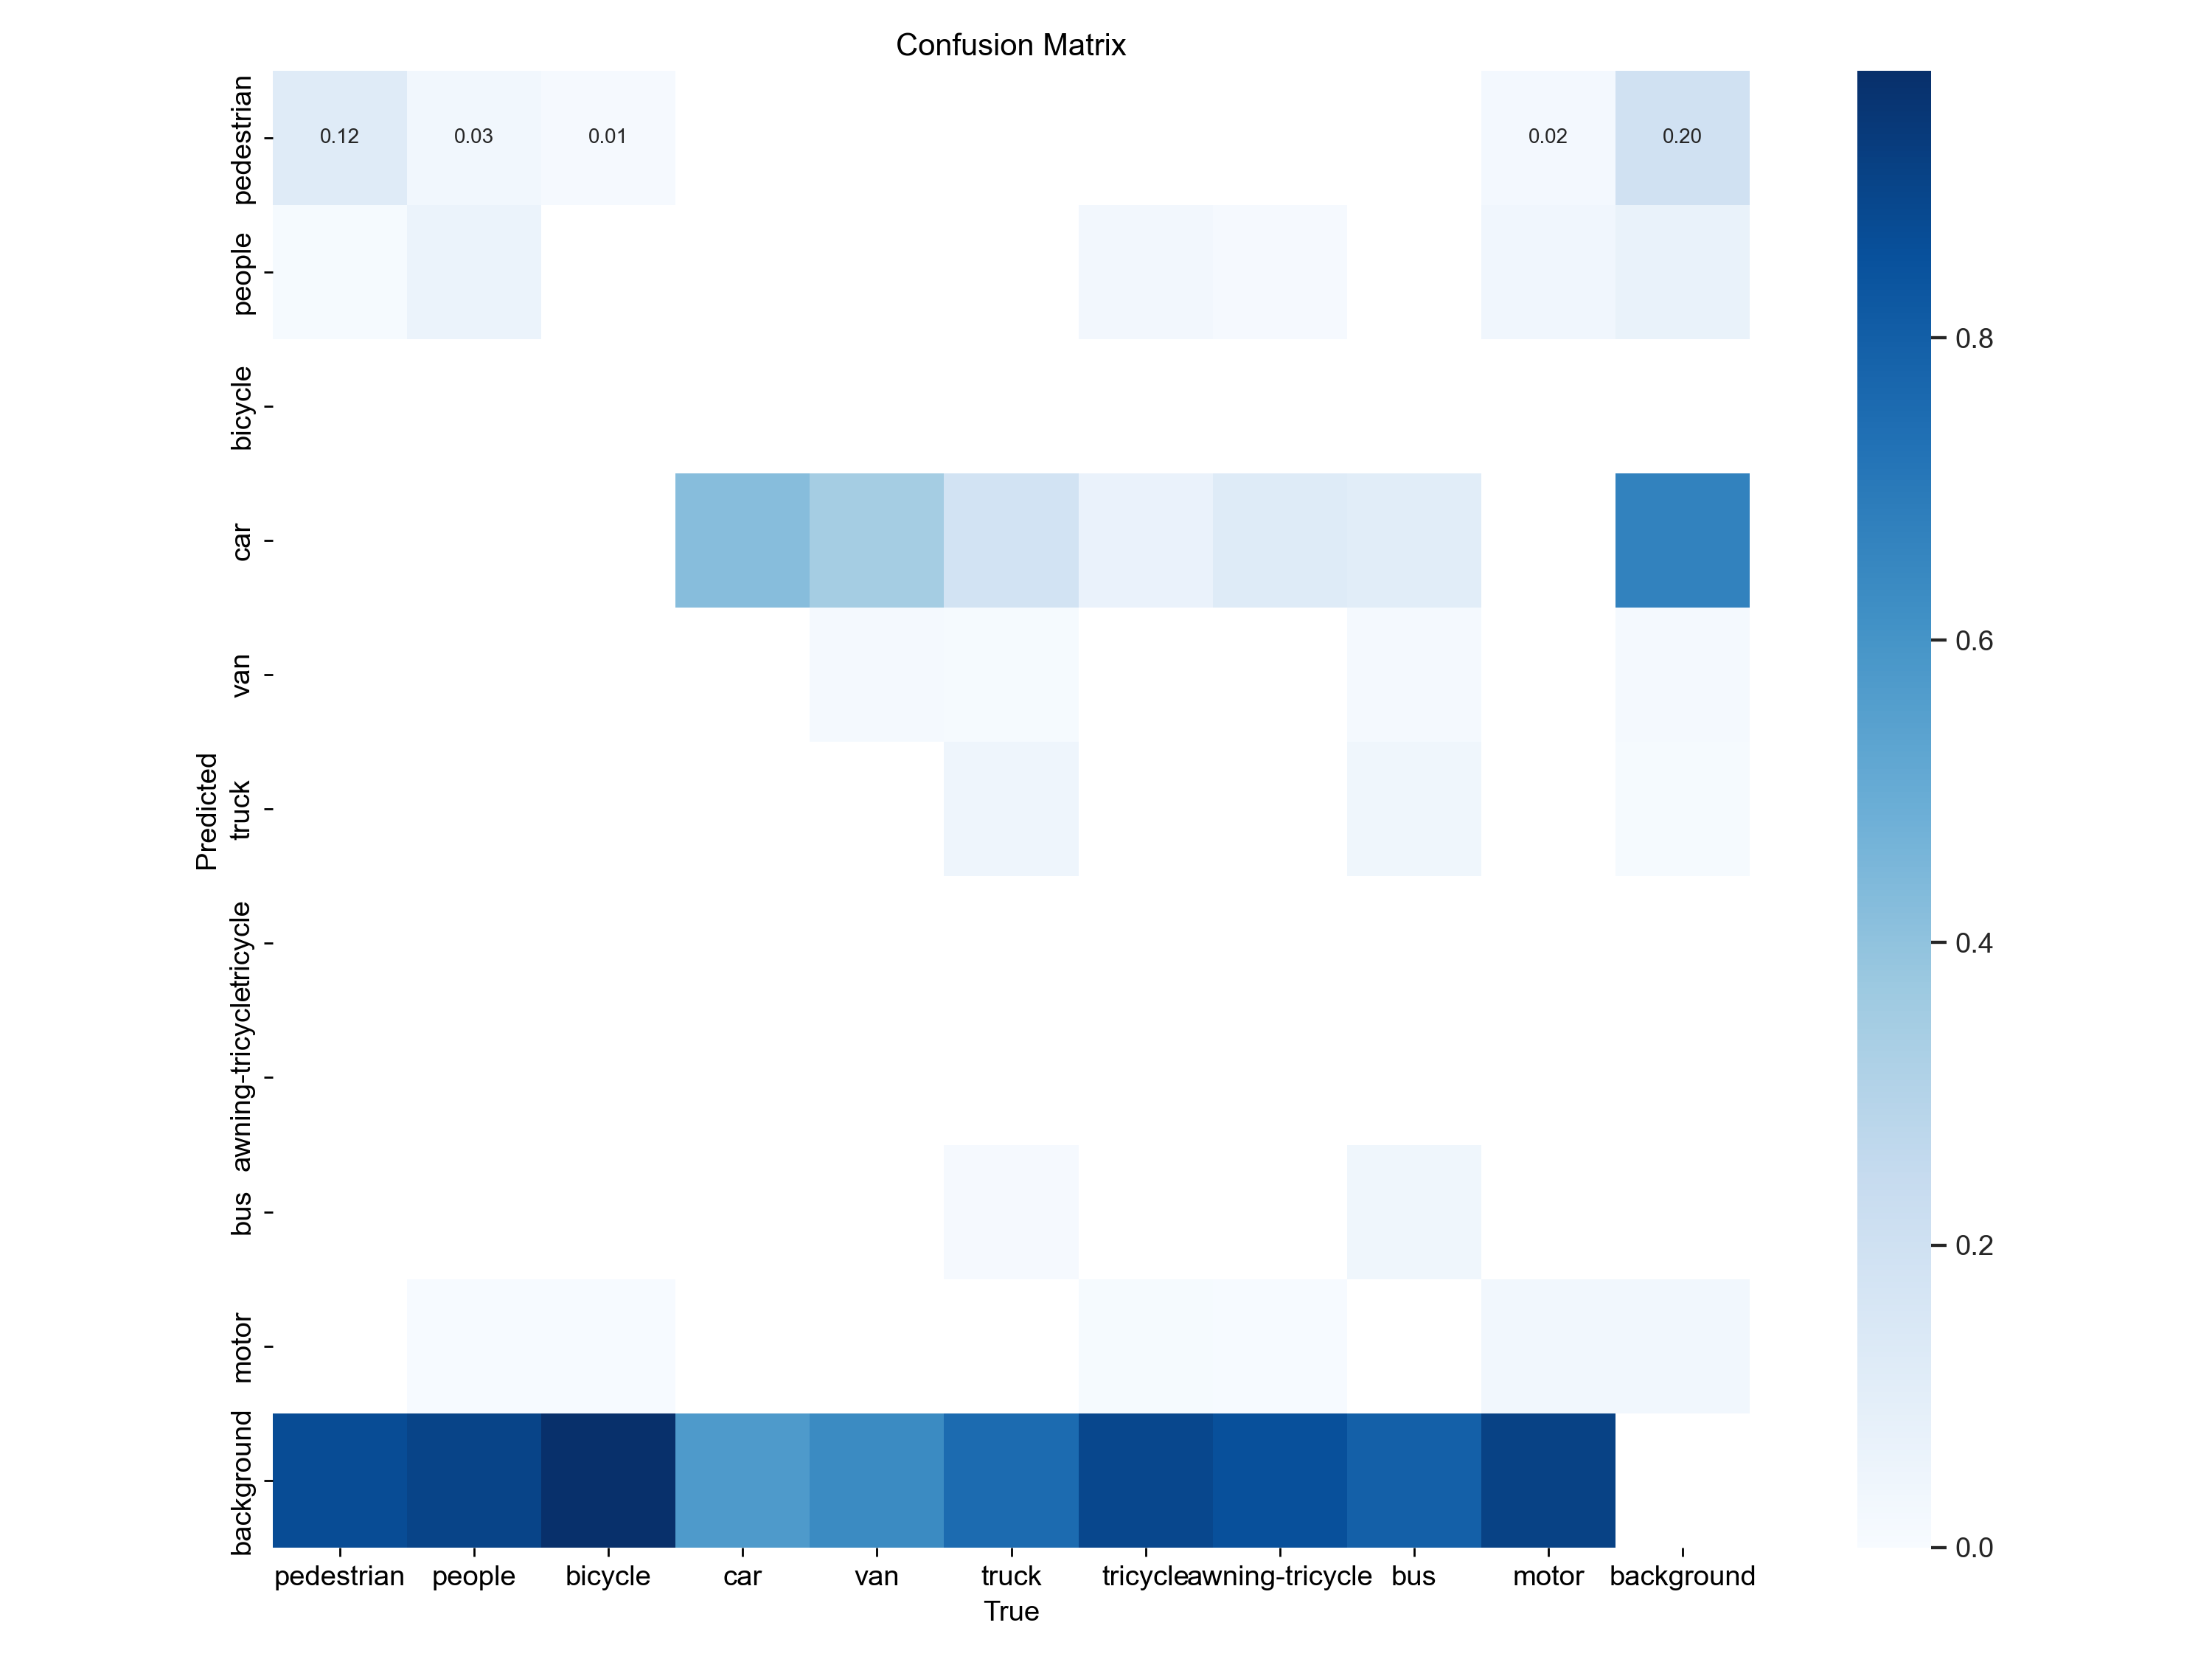 Confusion Matrix
pedestrian
0.12 0.03 0.01 0.02 0.20
people
bicycle
car
van
truck
tricycle
awning-tricycle
bus
motor
background
Predicted
pedestrian people bicycle car van truck tricycle awning-tricycle bus motor background
True
0.8
0.6
0.4
0.2
0.0